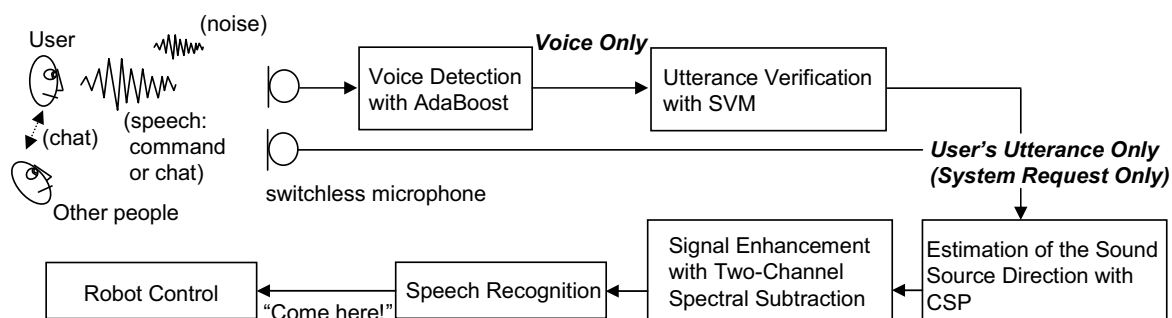 User
(noise)
Voice Only
Voice Detection
with AdaBoost
Utterance Verification
with SVM
(chat)
(speech:
command
or chat)
Other people
switchless microphone
User's Utterance Only
(System Request Only)
Estimation of the Sound
Source Direction with
CSP
Signal Enhancement
with Two-Channel
Spectral Subtraction
Speech Recognition
"Come here!"
Robot Control